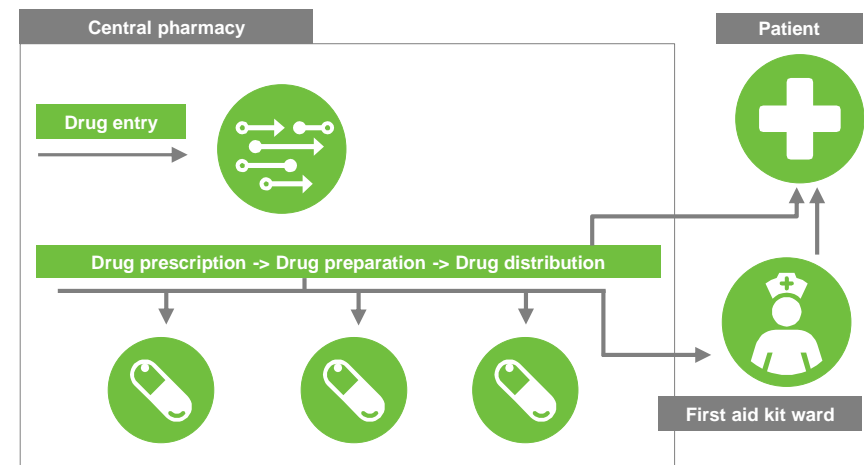 Central pharmacy
Patient
Drug entry
Drug prescription -> Drug preparation -> Drug distribution
First aid kit ward